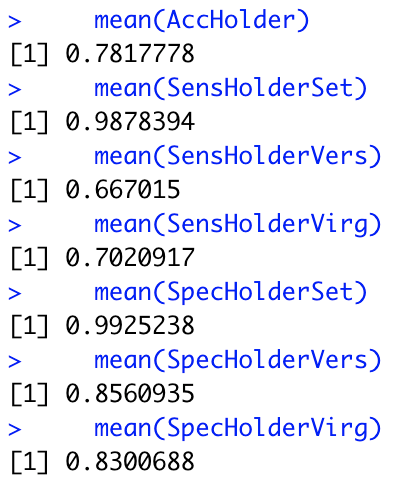 > mean(AccHolder)
[1] 0.7817778
> mean(SensHolderSet)
[1] 0.9878394
> mean(SensHolderVers)
[1] 0.667015
> mean(SensHolderVirg)
[1] 0.7020917
> mean(SpecHolderSet)
[1] 0.9925238
> mean(SpecHolderVers)
[1] 0.8560935
> mean(SpecHolderVirg)
[1] 0.8300688